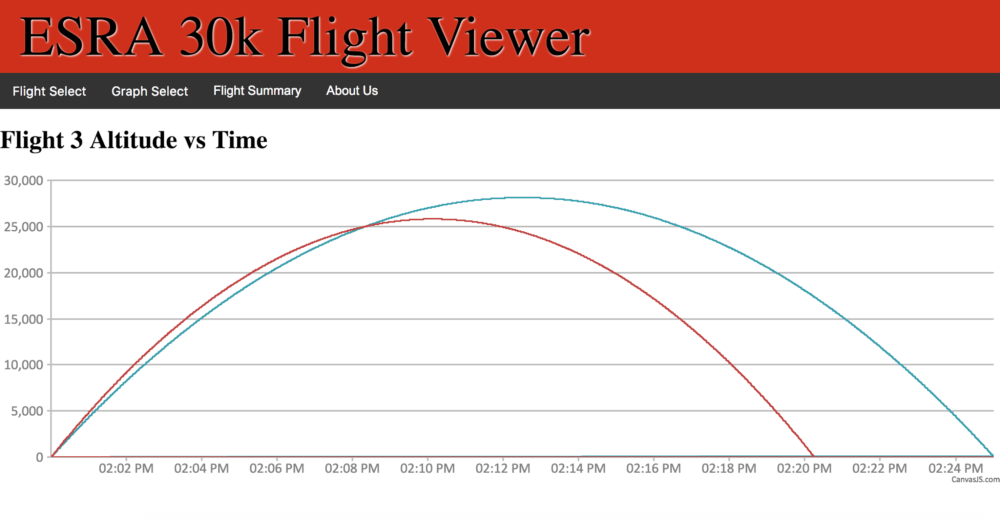 ESRA 30k Flight Viewer
Flight Select Graph Select Flight Summary About Us
Flight 3 Altitude vs Time
30,000
25,000
20,000
15,000
10,000
5,000
0
02:02 PM 02:04 PM 02:06 PM 02:08 PM 02:10 PM 02:12 PM 02:14 PM 02:16 PM 02:18 PM 02:20 PM 02:22 PM 02:24 PM
CanvasJS.com